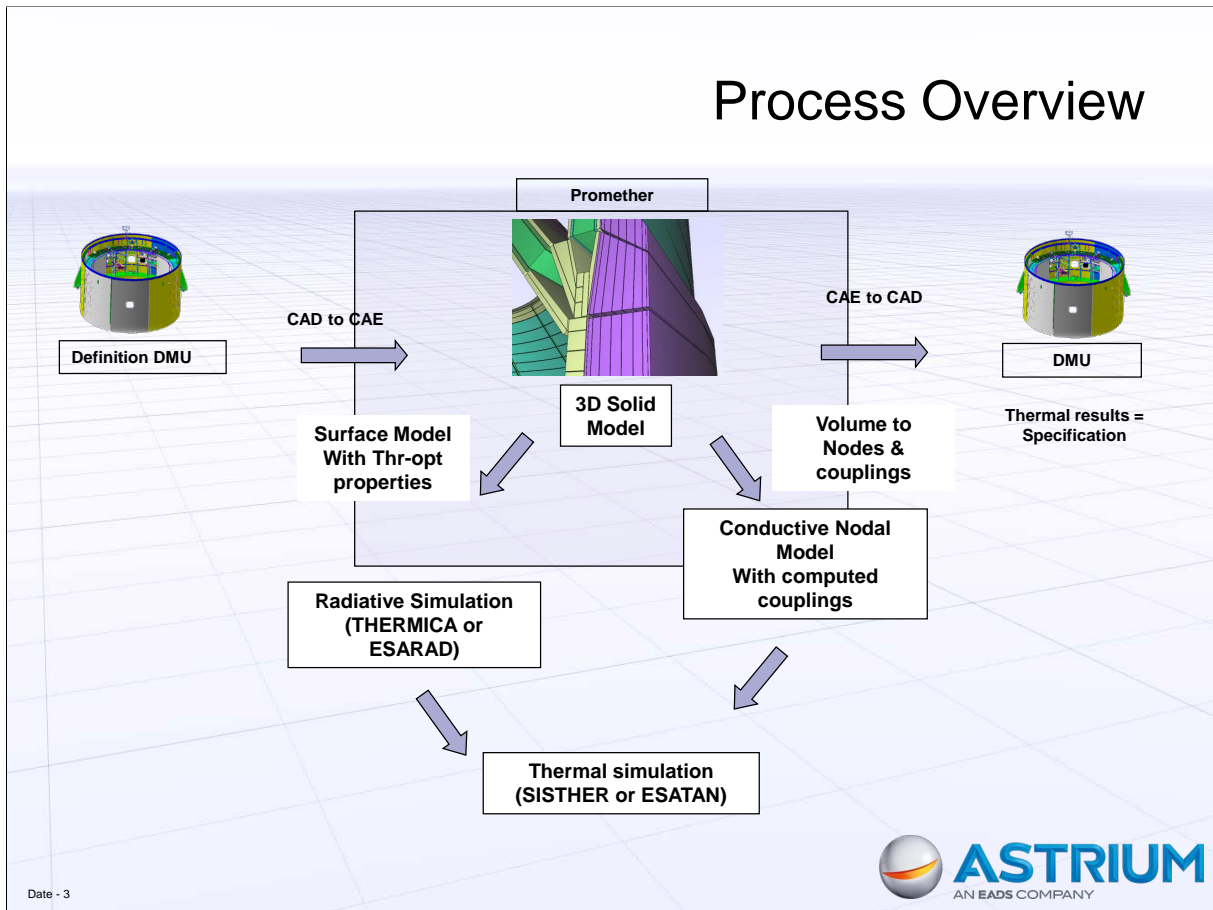 Process Overview
Promether
CAD to CAE
CAE to CAD
Definition DMU
DMU
3D Solid
Model
Surface Model
With Thr-opt
properties
Volume to
Nodes &
couplings
Thermal results =
Specification
Conductive Nodal
Model
With computed
couplings
Radiative Simulation
(THERMICA or
ESARAD)
Thermal simulation
(SISTHER or ESATAN)
ASTRIUM
AN EADS COMPANY
Date - 3